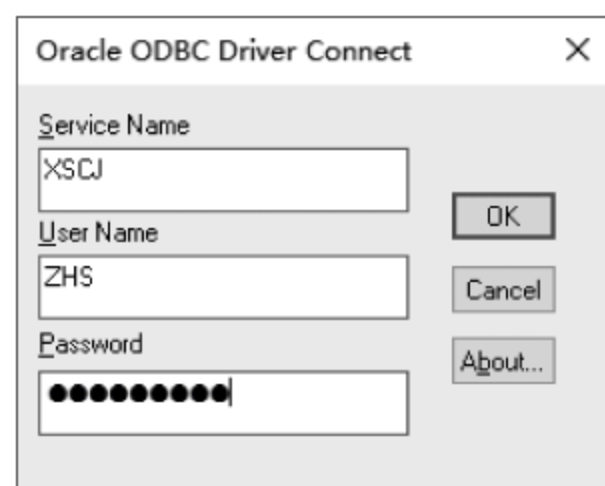 Oracle ODBC Driver Connect
Service Name
XSCJ
User Name
ZHS
Password
●●●●●●●●●
OK
Cancel
About...